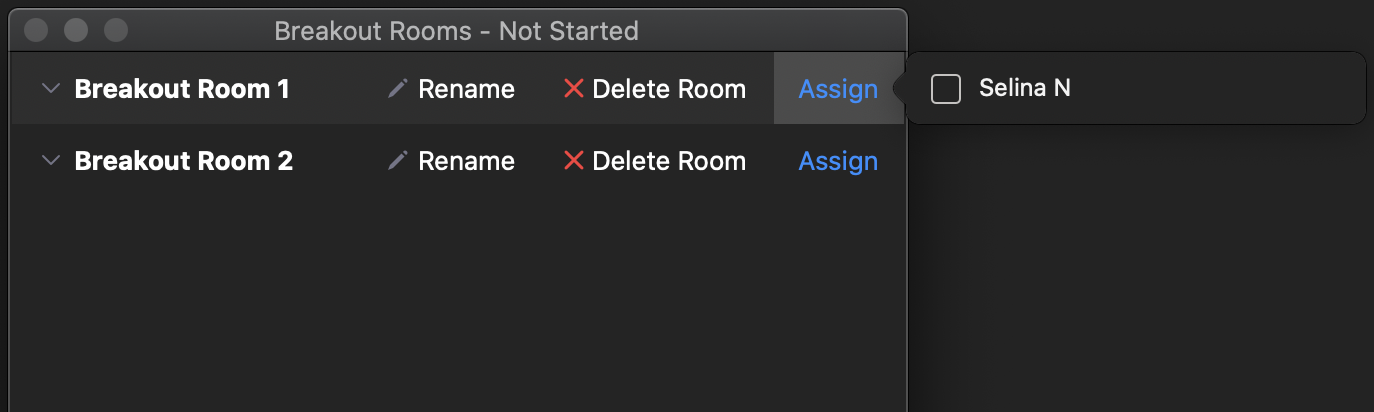 Breakout Rooms - Not Started
Breakout Room 1 Rename Delete Room Assign Selina N
Breakout Room 2 Rename Delete Room Assign